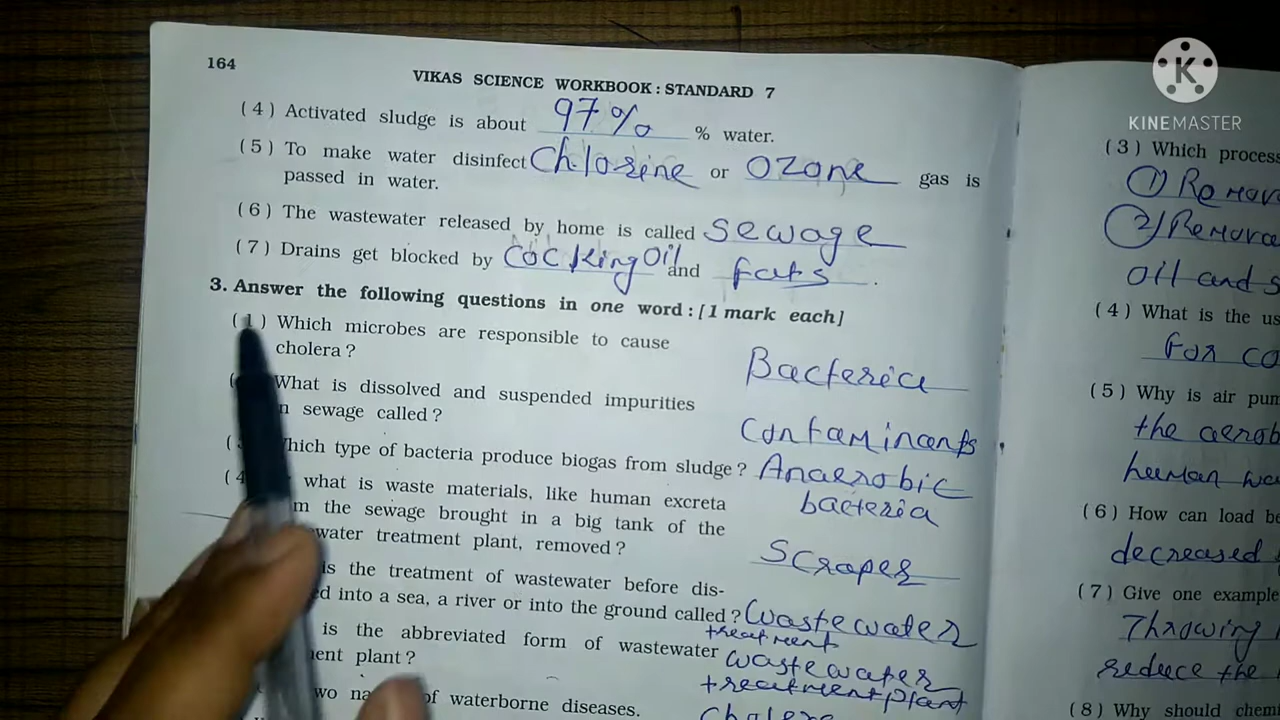 164
VIKAS SCIENCE WORKBOOK : STANDARD 7
( 4 ) Activated sludge is about 97% % water.
( 5 ) To make water disinfect Chlorine or Ozone gas is
passed in water.
( 6 ) The wastewater released by home is called Sewage
( 7 ) Drains get blocked by cocking oil and fats .
3. Answer the following questions in one word : [ 1 mark each ]
( 1 ) Which microbes are responsible to cause
cholera ? Bacteria
What is dissolved and suspended impurities
sewage called ? Contaminants
Which type of bacteria produce biogas from sludge ? Anaerobic
bacteria
( 4 what is waste materials, like human excreta
the sewage brought in a big tank of the
water treatment plant, removed ? Scraper
is the treatment of wastewater before dis-
into a sea, a river or into the ground called ? Wastewater
treatment
is the abbreviated form of wastewater
plant ? wastewater
treatment plant
of waterborne diseases.
Cholera
( 3 ) Which process
① Remov
② Remove
oil and s
( 4 ) What is the us
For co
( 5 ) Why is air pum
the aerob
human wa
( 6 ) How can load be
decreased
( 7 ) Give one example
Throwing
reduce the
( 8 ) Why should chem
K
KINEMASTER